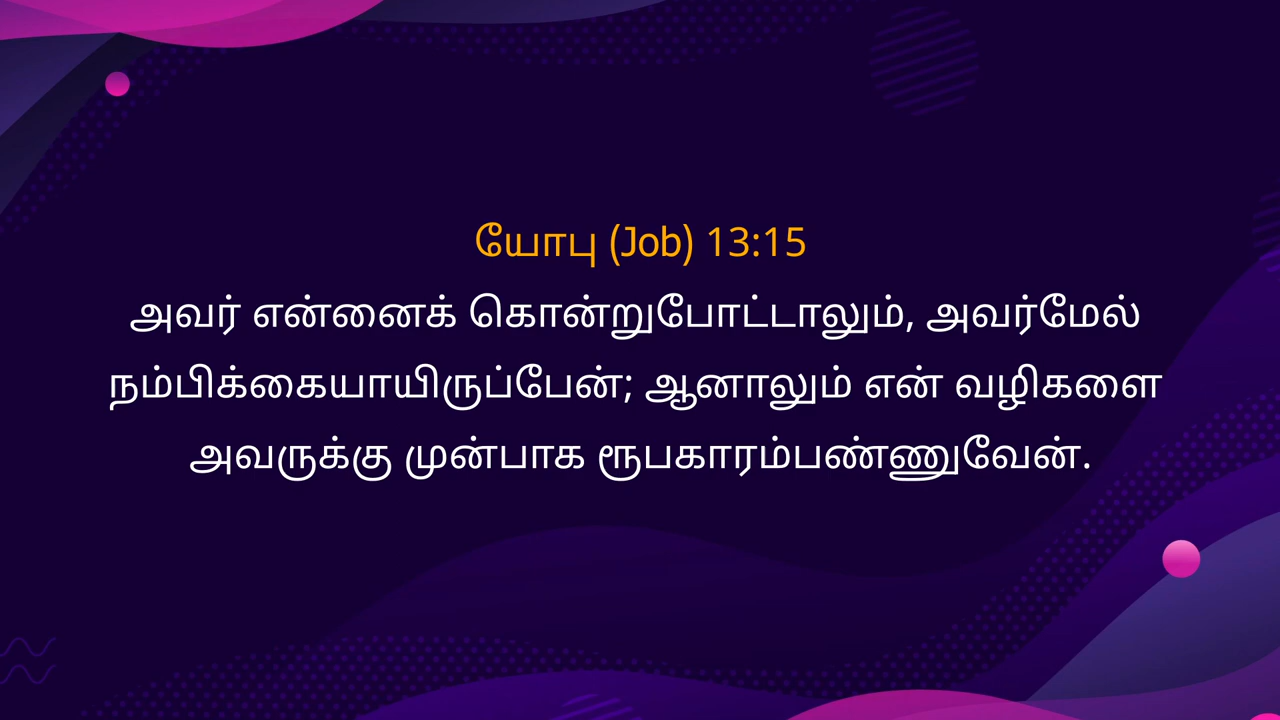 யோபு (Job) 13:15
அவர் என்னைக் கொன்றுபோட்டாலும், அவர்மேல்
நம்பிக்கையாயிருப்பேன்; ஆனாலும் என் வழிகளை
அவருக்கு முன்பாக ரூபகாரம்பண்ணுவேன்.